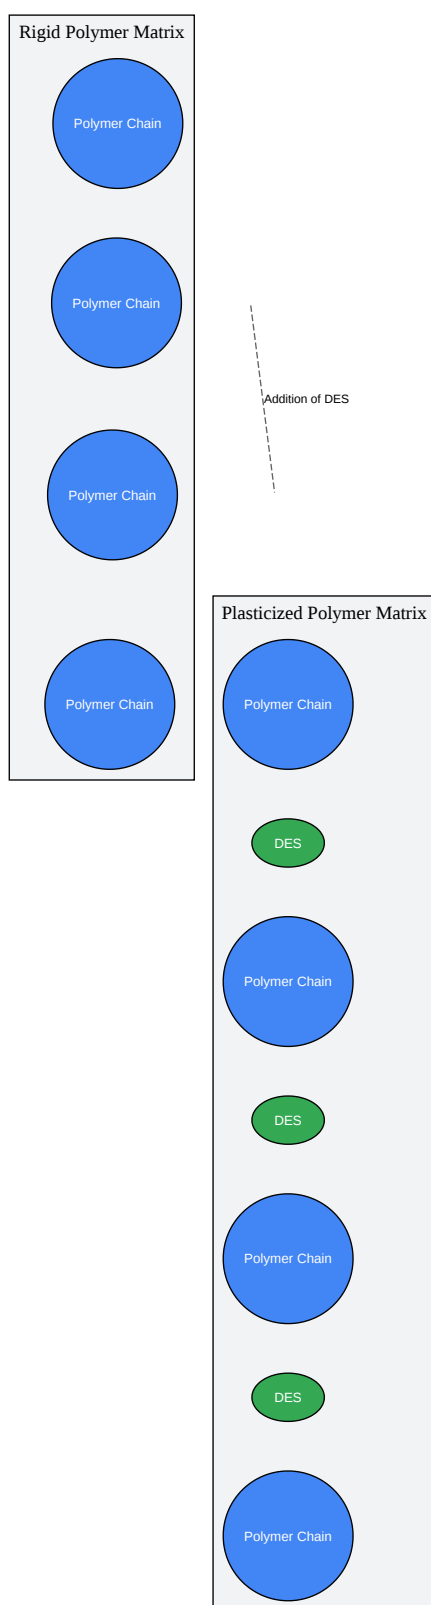 Rigid Polymer Matrix
Polymer Chain
Polymer Chain
Addition of DES
Polymer Chain
Polymer Chain
Plasticized Polymer Matrix
Polymer Chain
DES
Polymer Chain
DES
Polymer Chain
DES
Polymer Chain